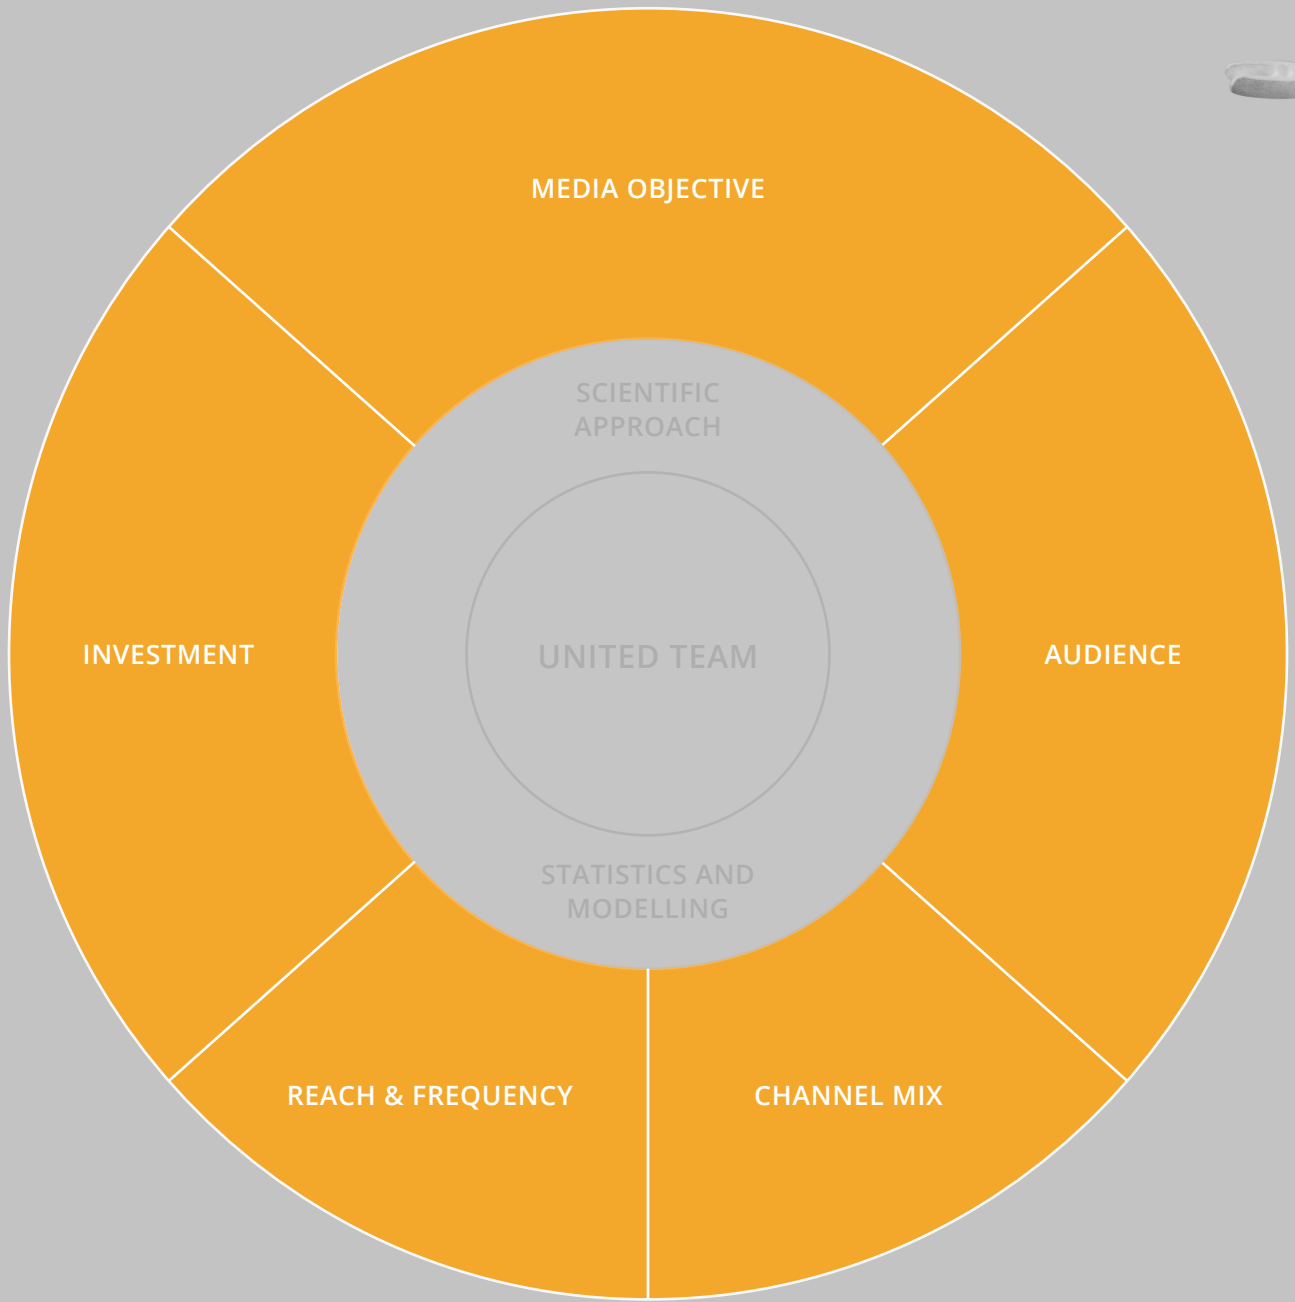 MEDIA OBJECTIVE
SCIENTIFIC
APPROACH
INVESTMENT
UNITED TEAM
AUDIENCE
STATISTICS AND
MODELLING
REACH & FREQUENCY
CHANNEL MIX